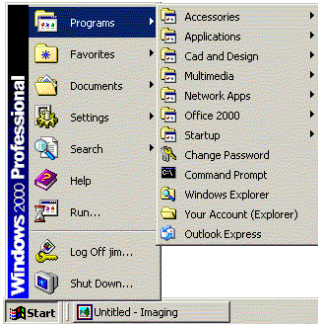 Windows 2000 Professional
Programs
Favorites
Documents
Settings
Search
Help
Run...
Log Off jim...
Shut Down...
Accessories
Applications
Cad and Design
Multimedia
Network Apps
Office 2000
Startup
Change Password
Command Prompt
Windows Explorer
Your Account (Explorer)
Outlook Express
Start
Untitled - Imaging